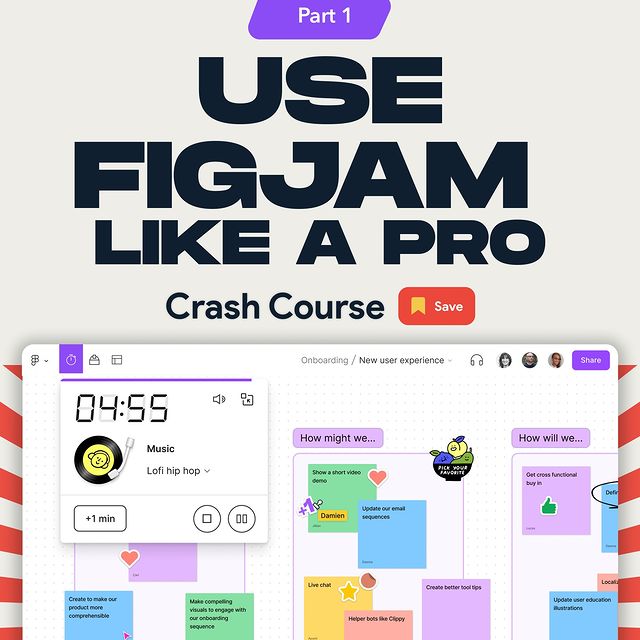 Part 1
USE
FIGJAM
LIKE A PRO
Crash Course
Save
Onboarding / New user experience
Share
04:55
Music
Lofi hip hop
+1 min
How might we...
How will we...
PICK YOUR
FAVORITE
Show a short video
demo
+1
Damien
Update our email
sequences
Get cross functional
buy in
Defin
Live chat
Helper bots like Clippy
Create better tool tips
Localiz
Update user education
illustrations
Create to make our
product more
comprehensible
Make compelling
visuals to engage with
our onboarding
sequence